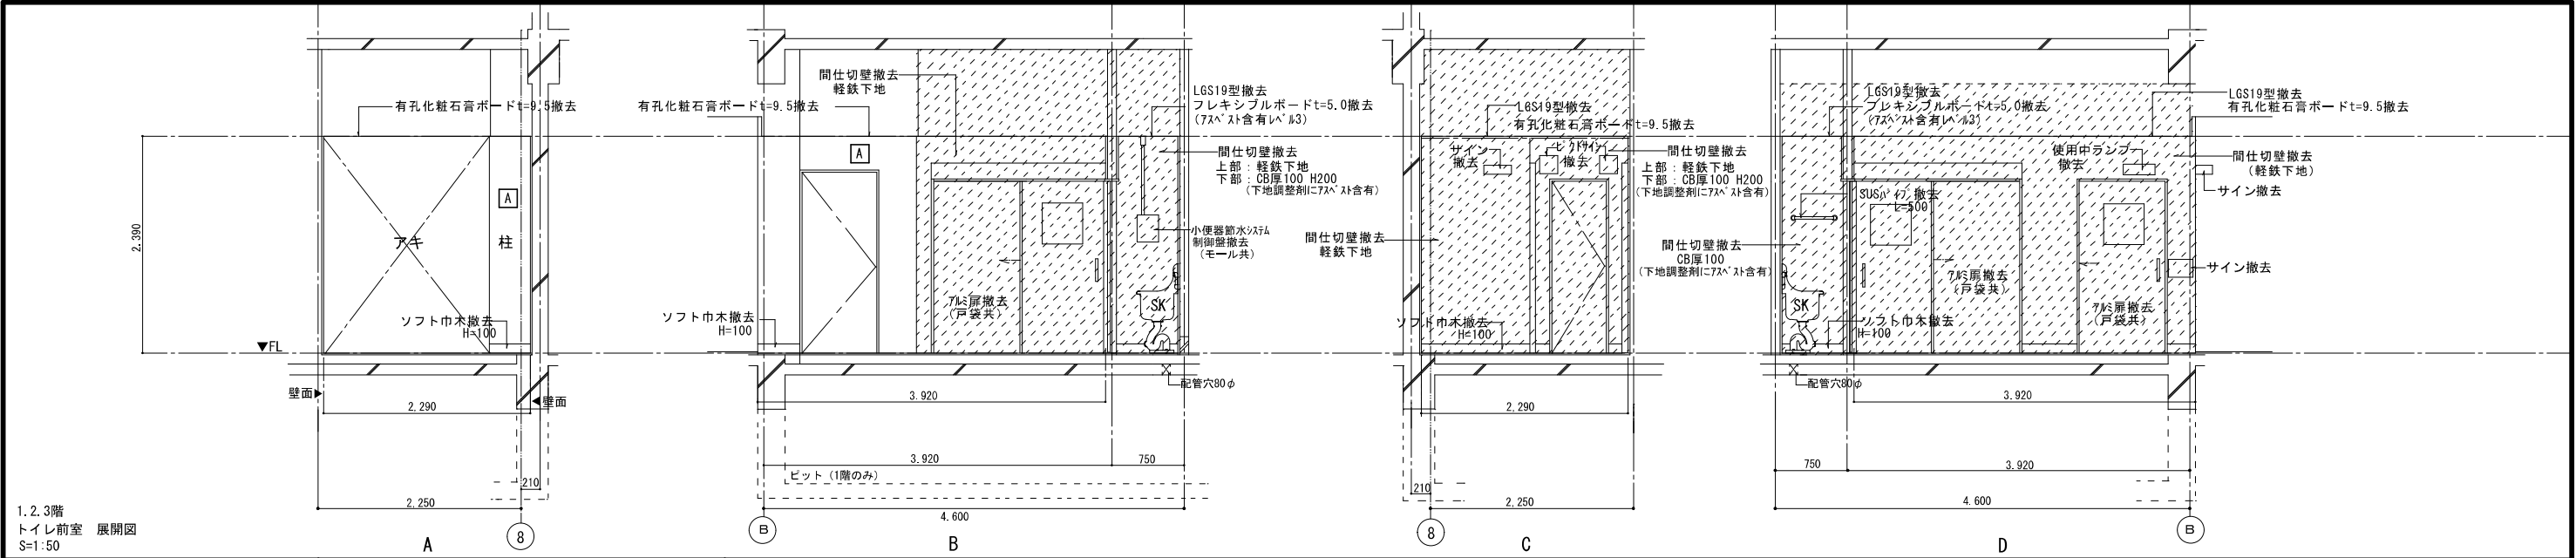 有孔化粧石膏ボードt=9.5撤去
2,390
アキ
A
柱
ソフト巾木撤去
H=100
▼FL
壁面
2,290
壁面
210
2,250
8
A
間仕切壁撤去
軽鉄下地
有孔化粧石膏ボードt=9.5撤去
LGS19型撤去
フレキシブルボードt=5.0撤去
(ｱｽﾍﾞｽﾄ含有ﾚﾍﾞﾙ3)
A
間仕切壁撤去
上部：軽鉄下地
下部：CB厚100 H200
(下地調整剤にｱｽﾍﾞｽﾄ含有)
小便器節水ｼｽﾃﾑ
制御盤撤去
(モール共)
ｱﾙﾐ扉撤去
(戸袋共)
SK
ソフト巾木撤去
H=100
配管穴80φ
3,920
3,920
750
ピット (1階のみ)
4,600
B
B
LGS19型撤去
有孔化粧石膏ボードt=9.5撤去
サイン
撤去
撤去
間仕切壁撤去
上部：軽鉄下地
下部：CB厚100 H200
(下地調整剤にｱｽﾍﾞｽﾄ含有)
間仕切壁撤去
軽鉄下地
ソフト巾木撤去
H=100
2,290
210
2,250
8
C
LGS19型撤去
フレキシブルボードt=5.0撤去
(ｱｽﾍﾞｽﾄ含有ﾚﾍﾞﾙ3)
LGS19型撤去
有孔化粧石膏ボードt=9.5撤去
使用中ランプ
撤去
間仕切壁撤去
(軽鉄下地)
サイン撤去
SUSﾊﾟｲﾌﾟ撤去
L=500
間仕切壁撤去
CB厚100
(下地調整剤にｱｽﾍﾞｽﾄ含有)
サイン撤去
ｱﾙﾐ扉撤去
(戸袋共)
ｱﾙﾐ扉撤去
(戸袋共)
SK
ソフト巾木撤去
H=100
配管穴80φ
3,920
750
3,920
4,600
B
D
1.2.3階
トイレ前室　展開図
S=1:50